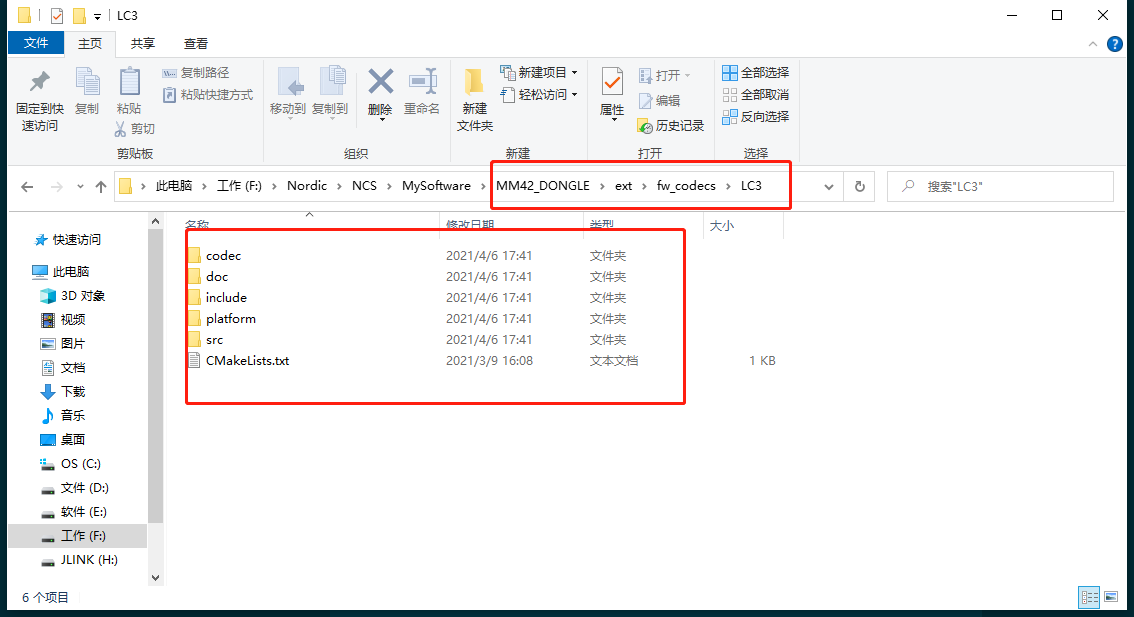 LC3
文件 主页 共享 查看
固定到快速访问 复制 粘贴 复制路径 粘贴快捷方式 剪切
移动到 复制到 删除 重命名
新建文件夹 新建项目 轻松访问
属性 打开 编辑 历史记录
全部选择 全部取消 反向选择
剪贴板 组织 新建 打开 选择
此电脑 工作 (F:) Nordic NCS MySoftware MM42_DONGLE ext fw_codecs LC3 搜索"LC3"
名称 修改日期 类型 大小
快速访问
此电脑
3D 对象
视频
图片
文档
下载
音乐
桌面
OS (C:)
文件 (D:)
软件 (E:)
工作 (F:)
JLINK (H:)
codec 2021/4/6 17:41 文件夹
doc 2021/4/6 17:41 文件夹
include 2021/4/6 17:41 文件夹
platform 2021/4/6 17:41 文件夹
src 2021/4/6 17:41 文件夹
CMakeLists.txt 2021/3/9 16:08 文本文档 1 KB
6 个项目